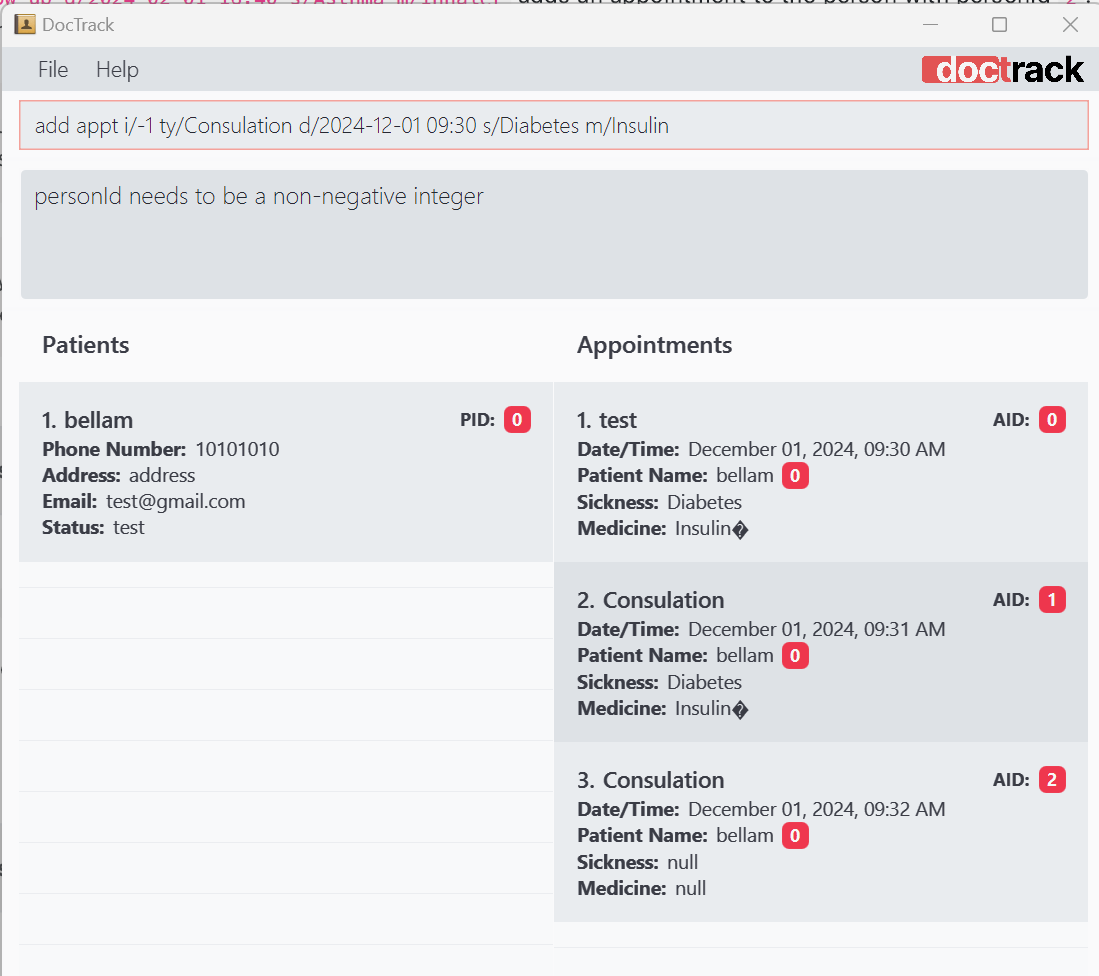 DocTrack
File Help
doctrack
add appt i/-1 ty/Consulation d/2024-12-01 09:30 s/Diabetes m/Insulin
personId needs to be a non-negative integer
Patients
Appointments
1. bellam PID: 0
Phone Number: 10101010
Address: address
Email: test@gmail.com
Status: test
1. test AID: 0
Date/Time: December 01, 2024, 09:30 AM
Patient Name: bellam 0
Sickness: Diabetes
Medicine: Insulin�
2. Consulation AID: 1
Date/Time: December 01, 2024, 09:31 AM
Patient Name: bellam 0
Sickness: Diabetes
Medicine: Insulin�
3. Consulation AID: 2
Date/Time: December 01, 2024, 09:32 AM
Patient Name: bellam 0
Sickness: null
Medicine: null